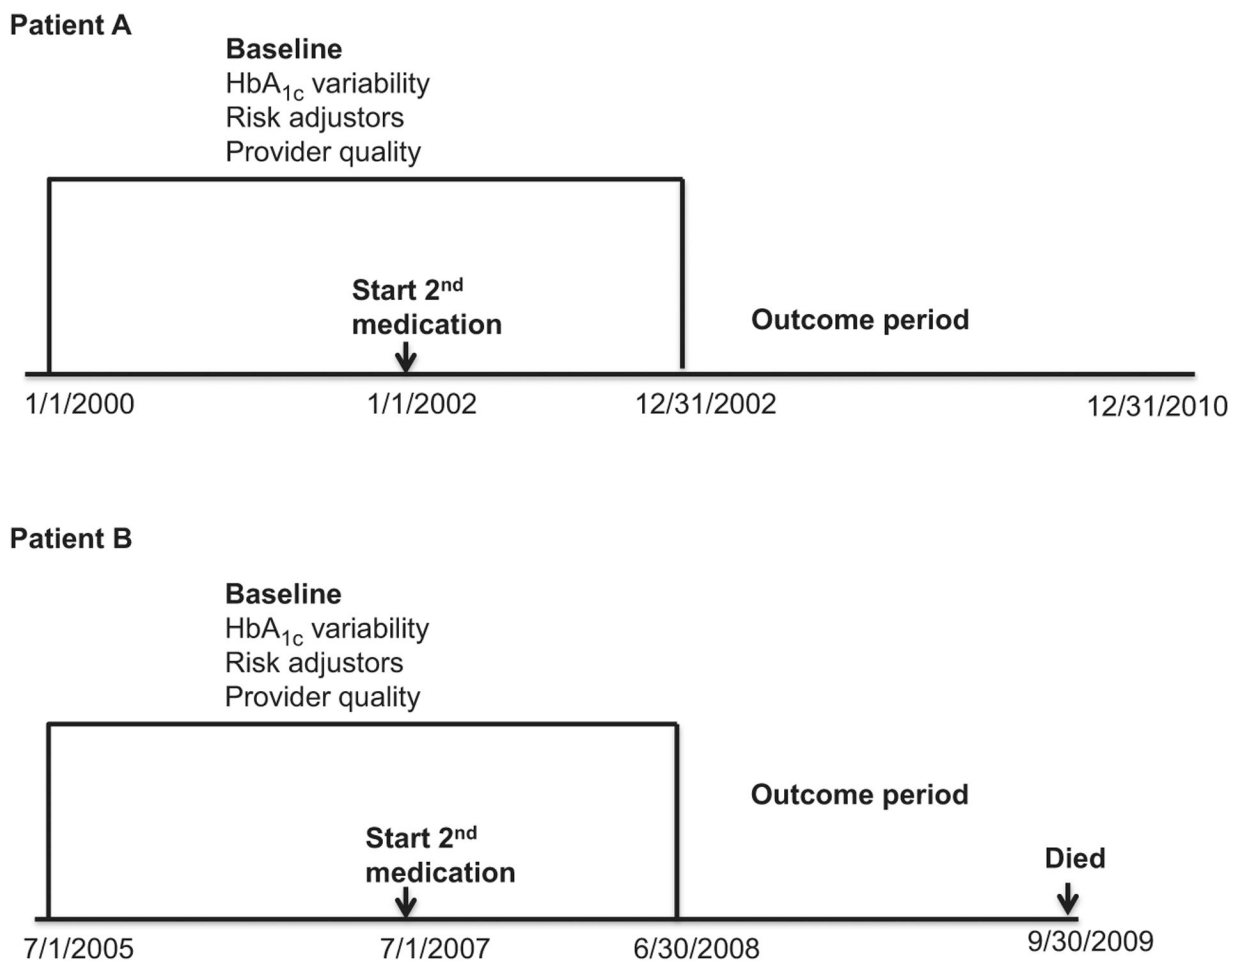 Patient A
Baseline
HbA1c variability
Risk adjustors
Provider quality
Start 2nd
medication
Outcome period
1/1/2000
1/1/2002
12/31/2002
12/31/2010
Patient B
Baseline
HbA1c variability
Risk adjustors
Provider quality
Outcome period
Start 2nd
medication
Died
7/1/2005
7/1/2007
6/30/2008
9/30/2009